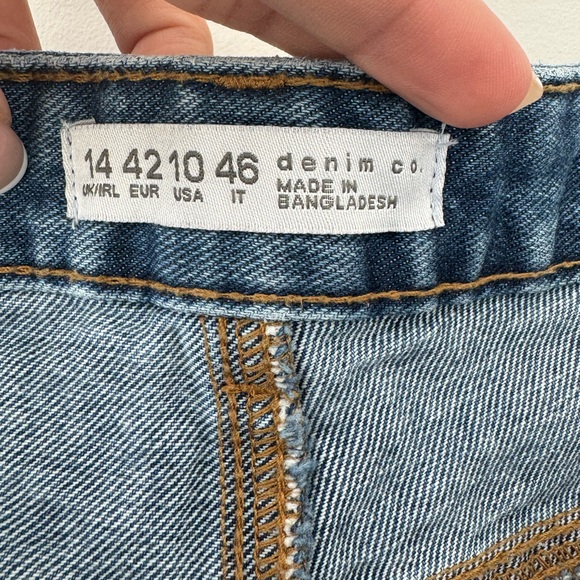 14 42 10 46 denim co.
UK/IRL EUR USA IT MADE IN
BANGLADESH